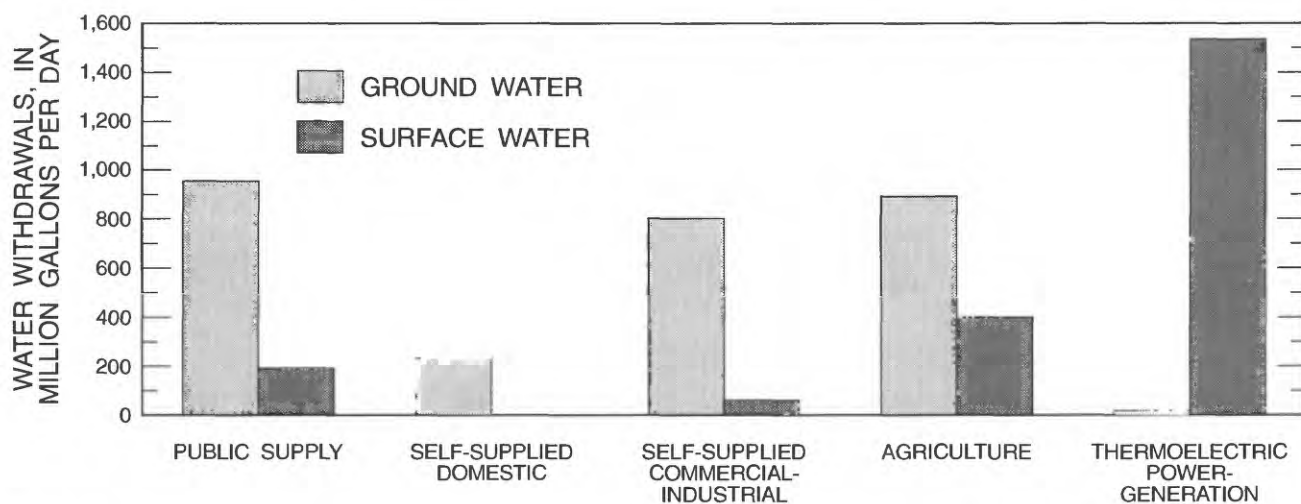 WATER WITHDRAWALS, IN
MILLION GALLONS PER DAY
1,600
1,400
1,200
1,000
800
600
400
200
0
GROUND WATER
SURFACE WATER
PUBLIC SUPPLY
SELF-SUPPLIED
DOMESTIC
SELF-SUPPLIED
COMMERCIAL-
INDUSTRIAL
AGRICULTURE
THERMOELECTRIC
POWER-
GENERATION